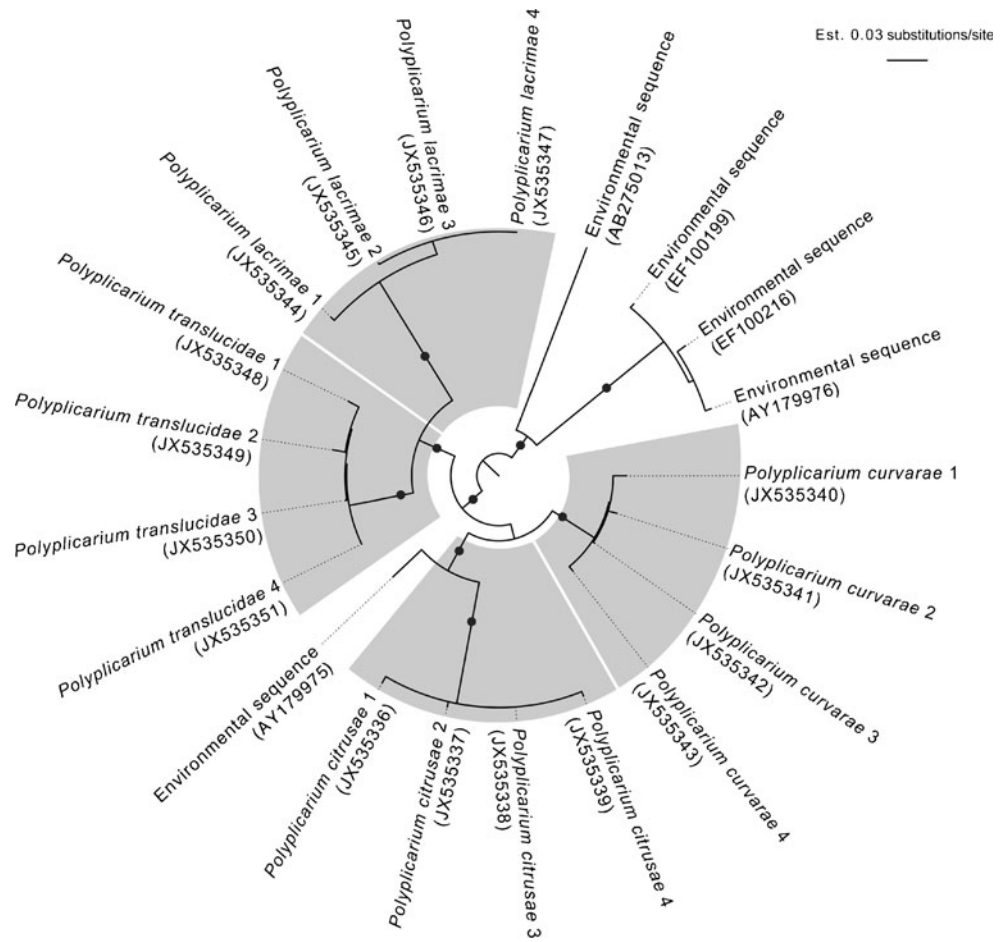 Est. 0.03 substitutions/site
Polyplicarium lacrimae 4
(JX535347)
Environmental sequence
(AB275013)
Environmental sequence
(EF100199)
Environmental sequence
(EF100216)
Environmental sequence
(AY179976)
Polyplicarium curvarae 1
(JX535340)
Polyplicarium curvarae 2
(JX535341)
Polyplicarium curvarae 3
(JX535342)
Polyplicarium curvarae 4
(JX535343)
Polyplicarium citrusae 4
(JX535339)
Polyplicarium citrusae 3
(JX535338)
Polyplicarium citrusae 2
(JX535337)
Polyplicarium citrusae 1
(JX535336)
Environmental sequence
(AY179975)
Polyplicarium translucidae 4
(JX535351)
Polyplicarium translucidae 3
(JX535350)
Polyplicarium translucidae 2
(JX535349)
Polyplicarium translucidae 1
(JX535348)
Polyplicarium lacrimae 1
(JX535344)
Polyplicarium lacrimae 2
(JX535345)
Polyplicarium lacrimae 3
(JX535346)